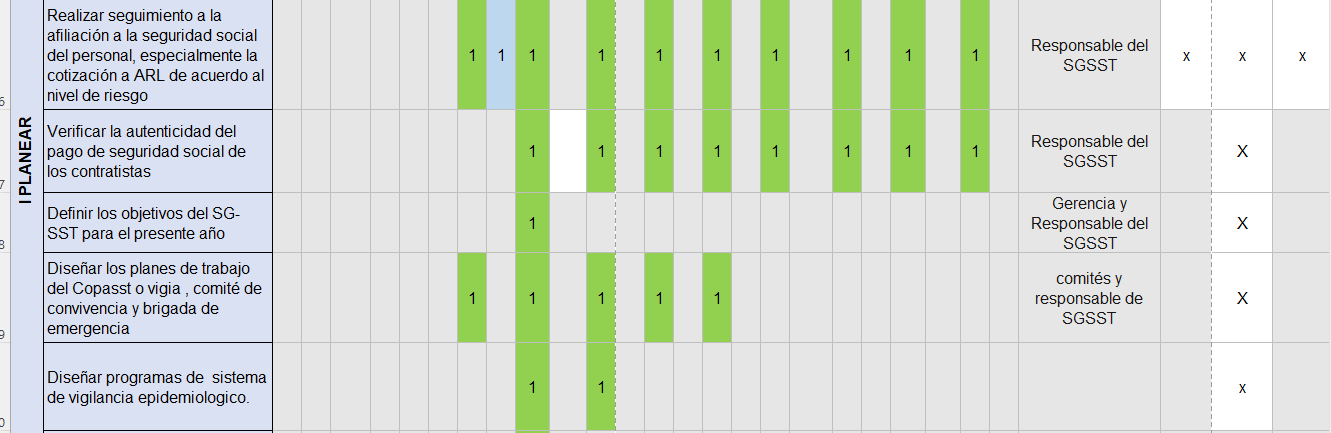 I PLANEAR
6
Realizar seguimiento a la
afiliación a la seguridad social
del personal, especialmente la
cotización a ARL de acuerdo al
nivel de riesgo
1 1 1 1 1 1 1 1 1 1
Responsable del
SGSST
x x x
7
Verificar la autenticidad del
pago de seguridad social de
los contratistas
1 1 1 1 1 1 1 1
Responsable del
SGSST
X
8
Definir los objetivos del SG-
SST para el presente año
1
Gerencia y
Responsable del
SGSST
X
9
Diseñar los planes de trabajo
del Copasst o vigia , comité de
convivencia y brigada de
emergencia
1 1 1 1 1
comités y
responsable de
SGSST
X
0
Diseñar programas de sistema
de vigilancia epidemiologico.
1 1
x